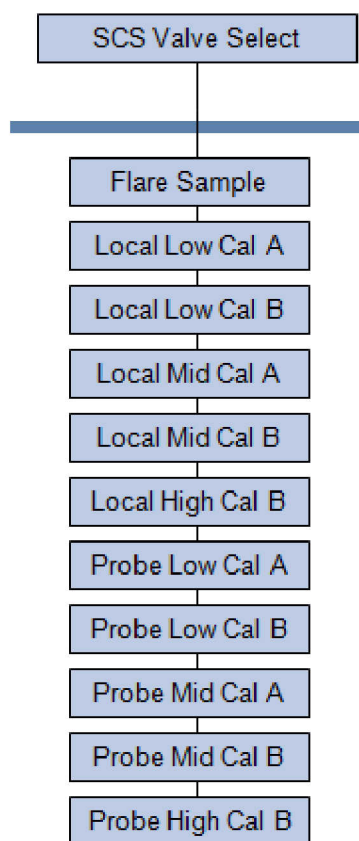 SCS Valve Select
Flare Sample
Local Low Cal A
Local Low Cal B
Local Mid Cal A
Local Mid Cal B
Local High Cal B
Probe Low Cal A
Probe Low Cal B
Probe Mid Cal A
Probe Mid Cal B
Probe High Cal B